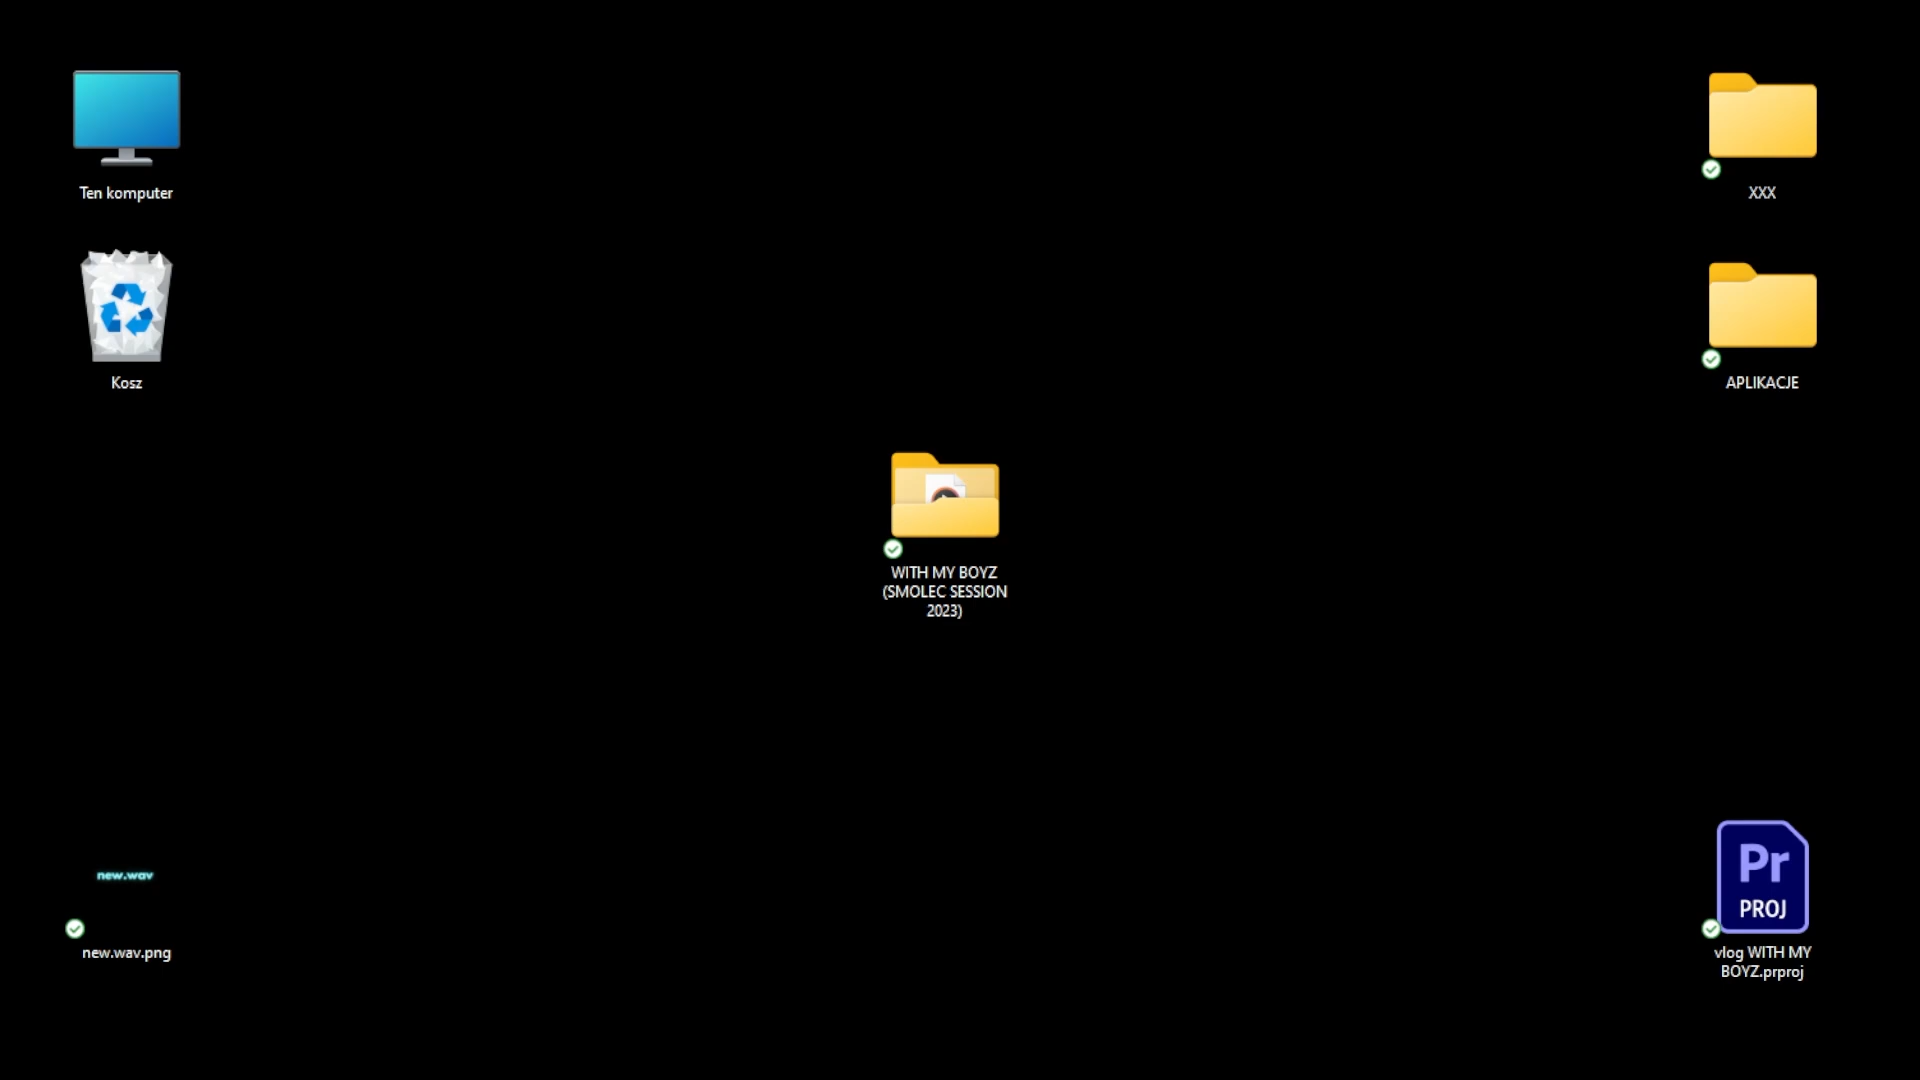 Ten komputer
XXX
Kosz
APLIKACJE
WITH MY BOYZ
(SMOLEC SESSION
2023)
new.wav
new.wav.png
Pr
PROJ
vlog WITH MY
BOYZ.prproj